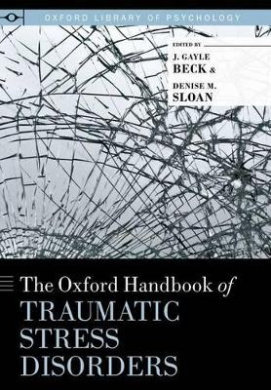 OXFORD LIBRARY OF PSYCHOLOGY
EDITED BY
J. GAYLE
BECK &
DENISE M.
SLOAN
The Oxford Handbook of
TRAUMATIC
STRESS
DISORDERS